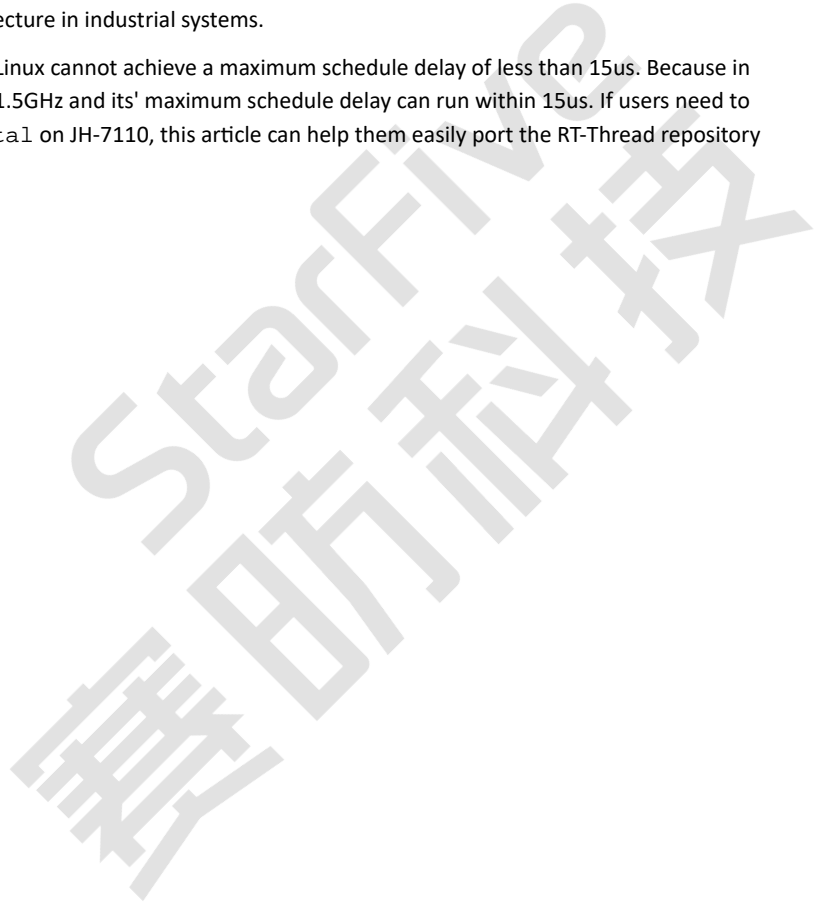 ecture in industrial systems.
Linux cannot achieve a maximum schedule delay of less than 15us. Because in
1.5GHz and its' maximum schedule delay can run within 15us. If users need to
tal on JH-7110, this article can help them easily port the RT-Thread repository
StarFive
赛昉科技